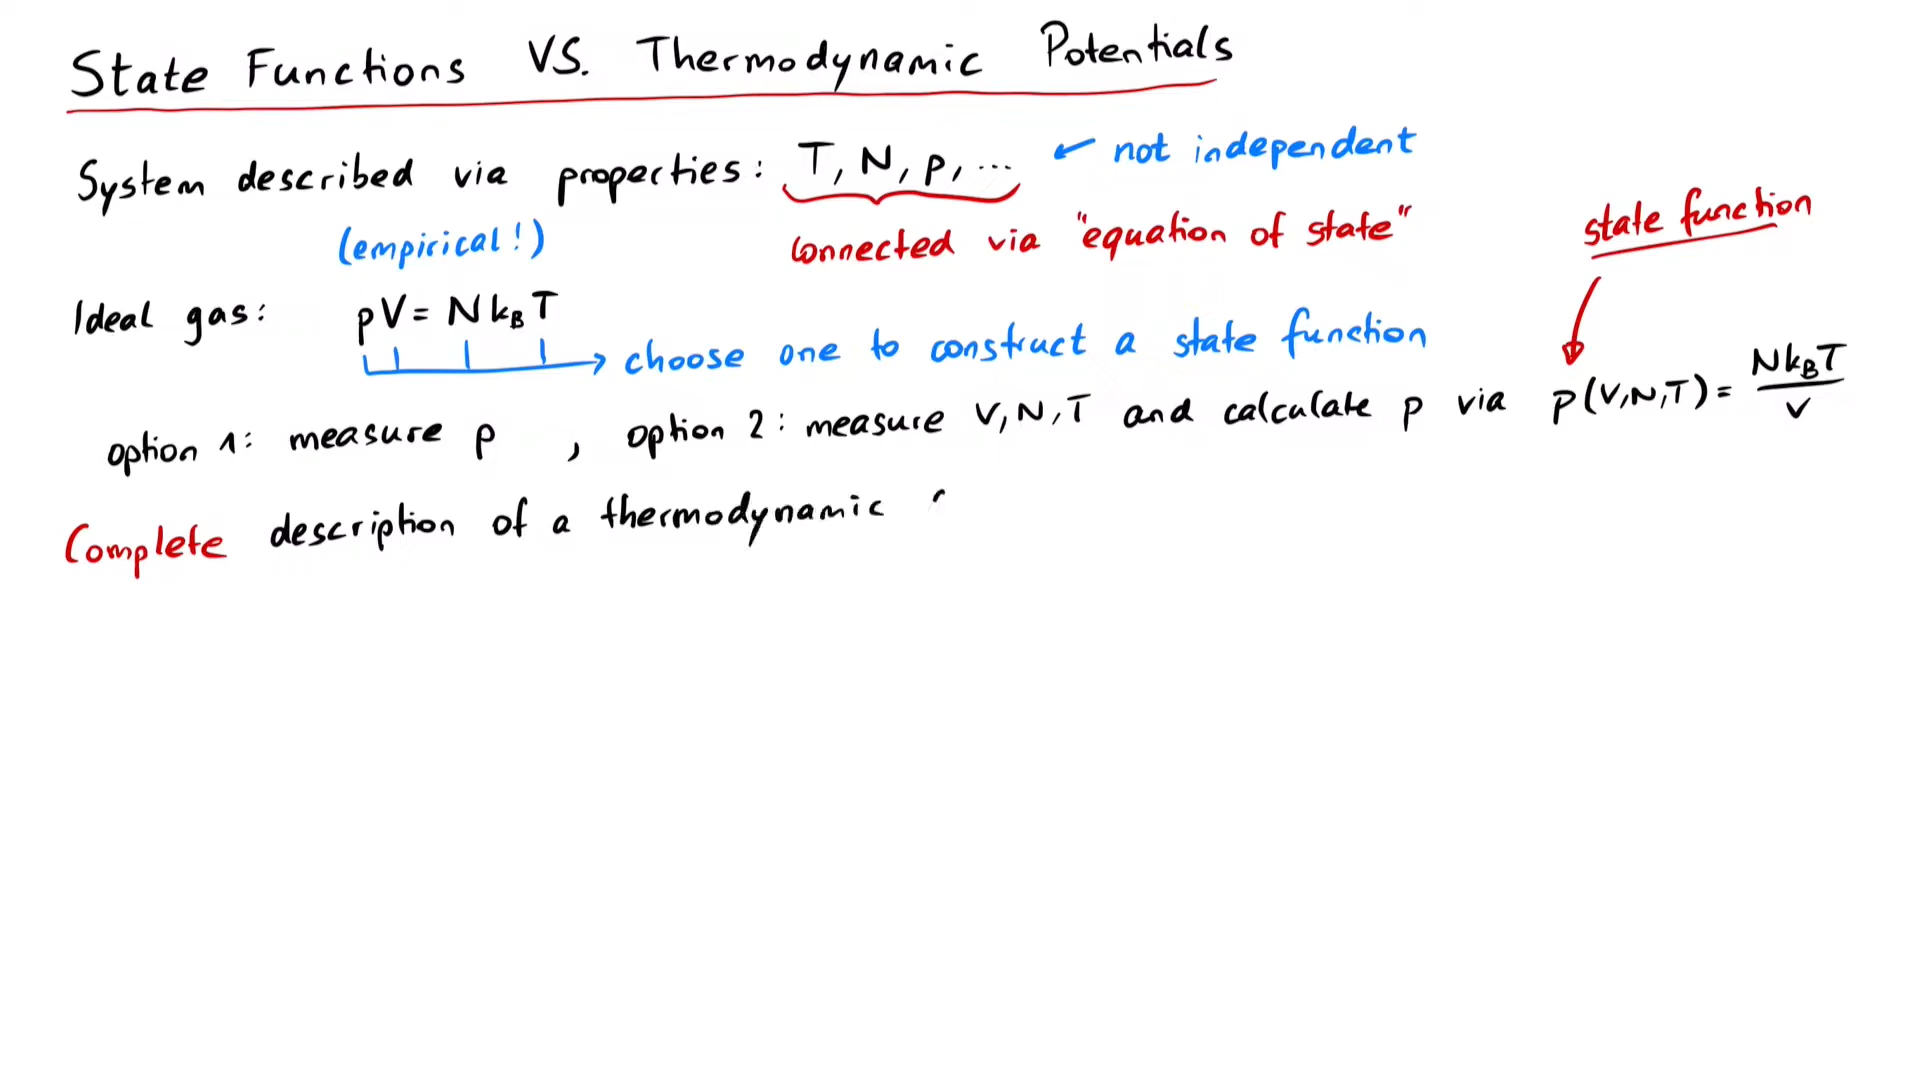 State Functions VS. Thermodynamic Potentials
System described via properties: T, N, p, ... not independent
(empirical!) connected via "equation of state" state function
Ideal gas: pV = N k_B T
choose one to construct a state function
option 1: measure p , option 2: measure V, N, T and calculate p via p(V,N,T) = Nk_BT / V
Complete description of a thermodynamic